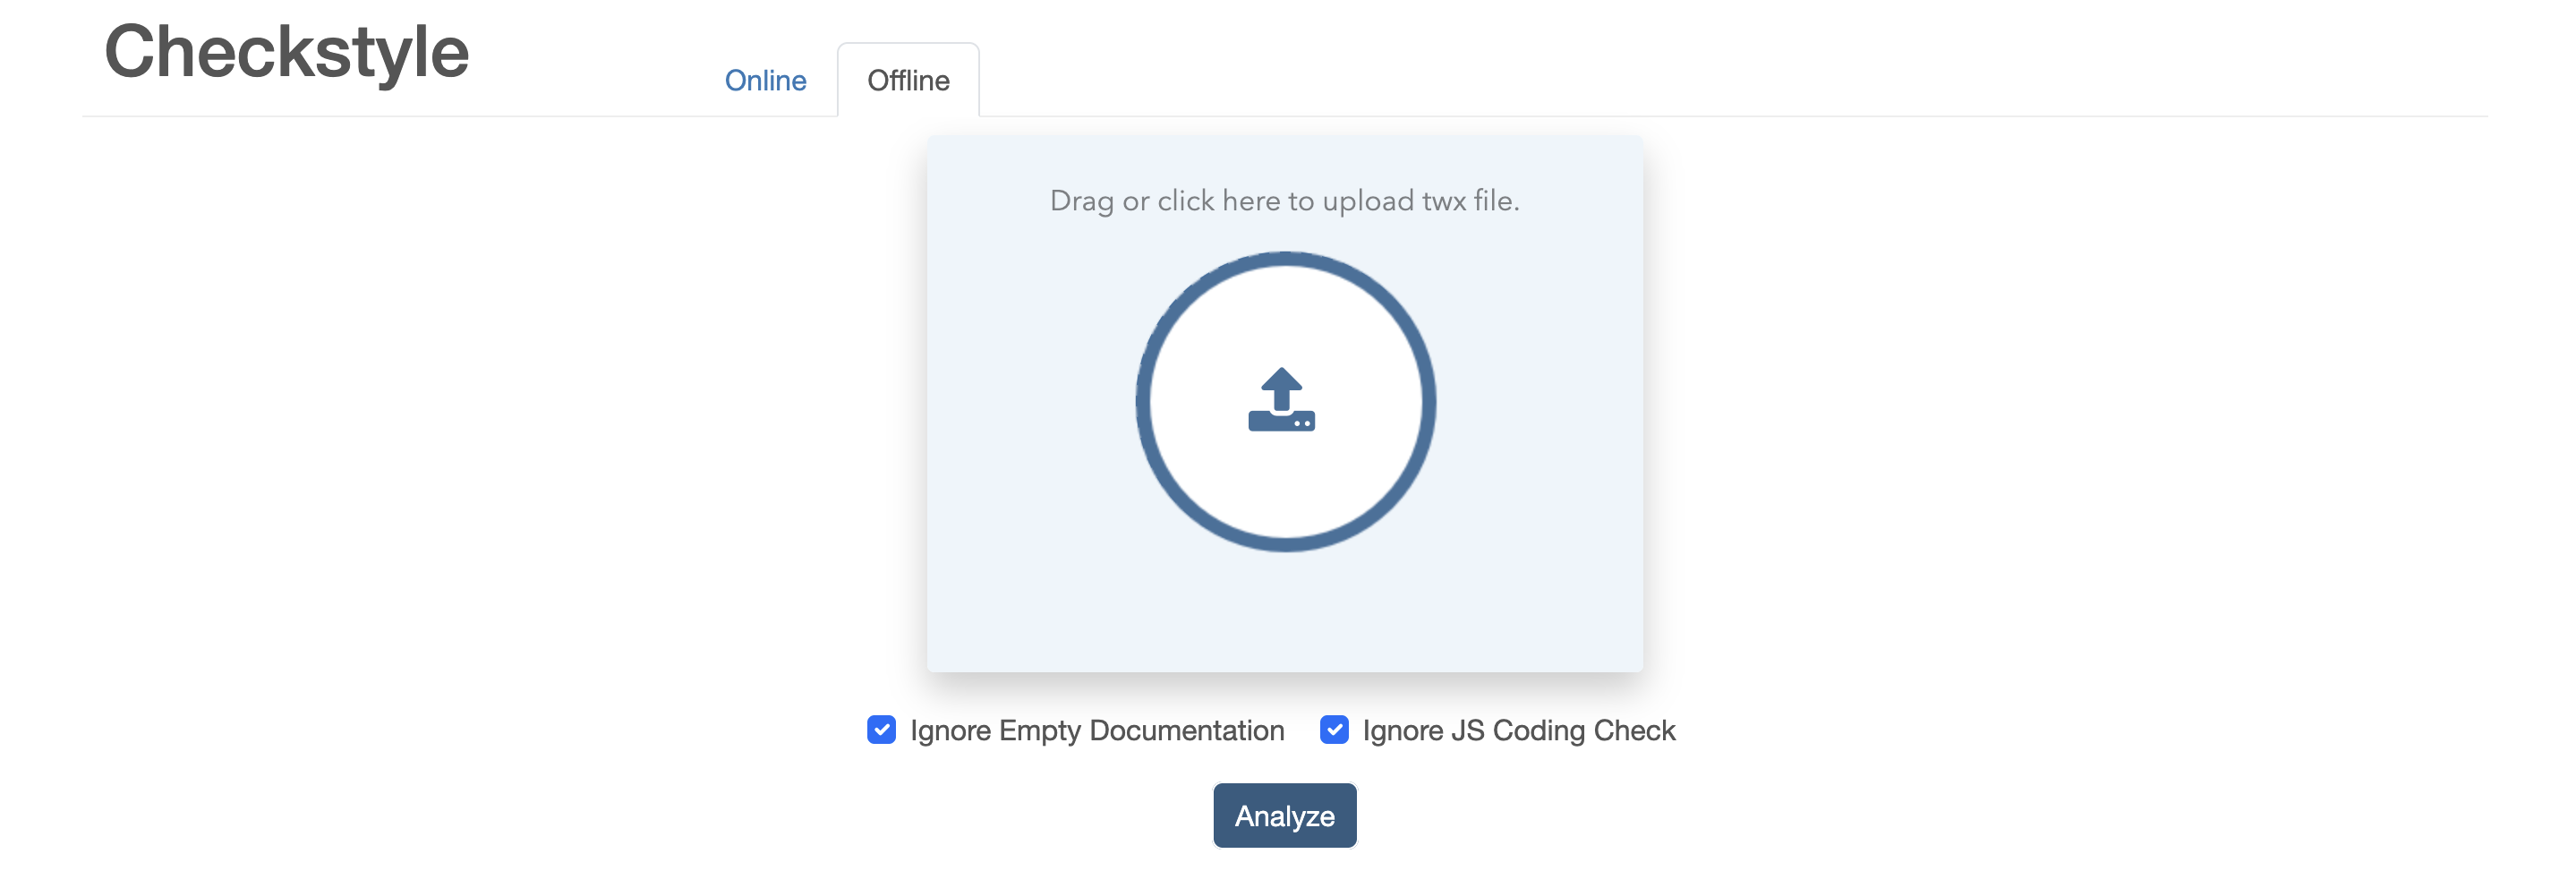 Checkstyle
Online
Offline
Drag or click here to upload twx file.
Ignore Empty Documentation
Ignore JS Coding Check
Analyze